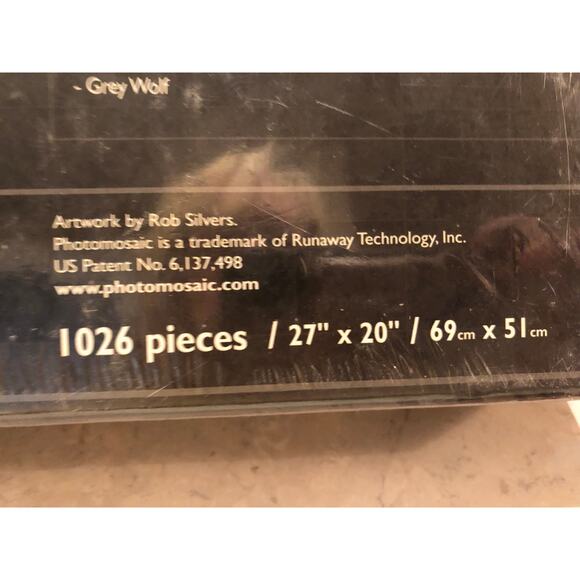 - Grey Wolf
Artwork by Rob Silvers.
Photomosaic is a trademark of Runaway Technology, Inc.
US Patent No. 6,137,498
www.photomosaic.com
1026 pieces / 27" x 20" / 69cm x 51cm